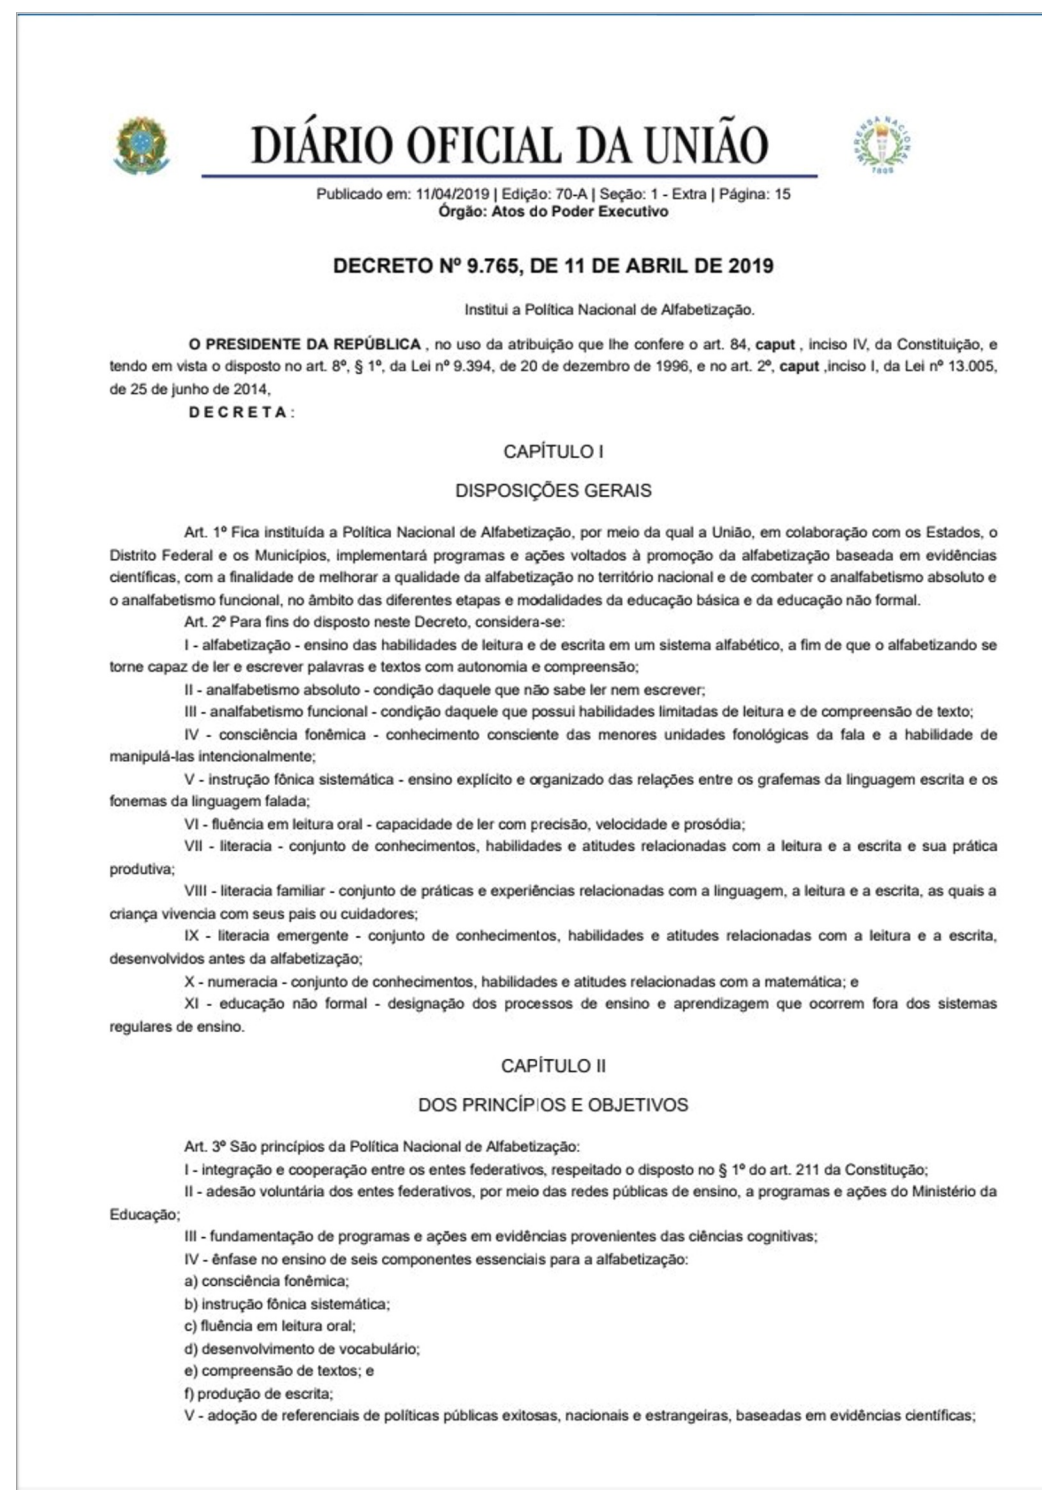 DIÁRIO OFICIAL DA UNIÃO
IMPRENSA NACIONAL
1808
Publicado em: 11/04/2019 | Edição: 70-A | Seção: 1 - Extra | Página: 15
Órgão: Atos do Poder Executivo
DECRETO Nº 9.765, DE 11 DE ABRIL DE 2019
Institui a Política Nacional de Alfabetização.
O PRESIDENTE DA REPÚBLICA , no uso da atribuição que lhe confere o art. 84, caput , inciso IV, da Constituição, e
tendo em vista o disposto no art. 8º, § 1º, da Lei nº 9.394, de 20 de dezembro de 1996, e no art. 2º, caput ,inciso I, da Lei nº 13.005,
de 25 de junho de 2014,
D E C R E T A :
CAPÍTULO I
DISPOSIÇÕES GERAIS
Art. 1º Fica instituída a Política Nacional de Alfabetização, por meio da qual a União, em colaboração com os Estados, o
Distrito Federal e os Municípios, implementará programas e ações voltados à promoção da alfabetização baseada em evidências
científicas, com a finalidade de melhorar a qualidade da alfabetização no território nacional e de combater o analfabetismo absoluto e
o analfabetismo funcional, no âmbito das diferentes etapas e modalidades da educação básica e da educação não formal.
Art. 2º Para fins do disposto neste Decreto, considera-se:
I - alfabetização - ensino das habilidades de leitura e de escrita em um sistema alfabético, a fim de que o alfabetizando se
torne capaz de ler e escrever palavras e textos com autonomia e compreensão;
II - analfabetismo absoluto - condição daquele que não sabe ler nem escrever;
III - analfabetismo funcional - condição daquele que possui habilidades limitadas de leitura e de compreensão de texto;
IV - consciência fonêmica - conhecimento consciente das menores unidades fonológicas da fala e a habilidade de
manipulá-las intencionalmente;
V - instrução fônica sistemática - ensino explícito e organizado das relações entre os grafemas da linguagem escrita e os
fonemas da linguagem falada;
VI - fluência em leitura oral - capacidade de ler com precisão, velocidade e prosódia;
VII - literacia - conjunto de conhecimentos, habilidades e atitudes relacionadas com a leitura e a escrita e sua prática
produtiva;
VIII - literacia familiar - conjunto de práticas e experiências relacionadas com a linguagem, a leitura e a escrita, as quais a
criança vivencia com seus pais ou cuidadores;
IX - literacia emergente - conjunto de conhecimentos, habilidades e atitudes relacionadas com a leitura e a escrita,
desenvolvidos antes da alfabetização;
X - numeracia - conjunto de conhecimentos, habilidades e atitudes relacionadas com a matemática; e
XI - educação não formal - designação dos processos de ensino e aprendizagem que ocorrem fora dos sistemas
regulares de ensino.
CAPÍTULO II
DOS PRINCÍPIOS E OBJETIVOS
Art. 3º São princípios da Política Nacional de Alfabetização:
I - integração e cooperação entre os entes federativos, respeitado o disposto no § 1º do art. 211 da Constitução;
II - adesão voluntária dos entes federativos, por meio das redes públicas de ensino, a programas e ações do Ministério da
Educação;
III - fundamentação de programas e ações em evidências provenientes das ciências cognitivas;
IV - ênfase no ensino de seis componentes essenciais para a alfabetização:
a) consciência fonêmica;
b) instrução fônica sistemática;
c) fluência em leitura oral;
d) desenvolvimento de vocabulário;
e) compreensão de textos; e
f) produção de escrita;
V - adoção de referenciais de políticas públicas exitosas, nacionais e estrangeiras, baseadas em evidências científicas;